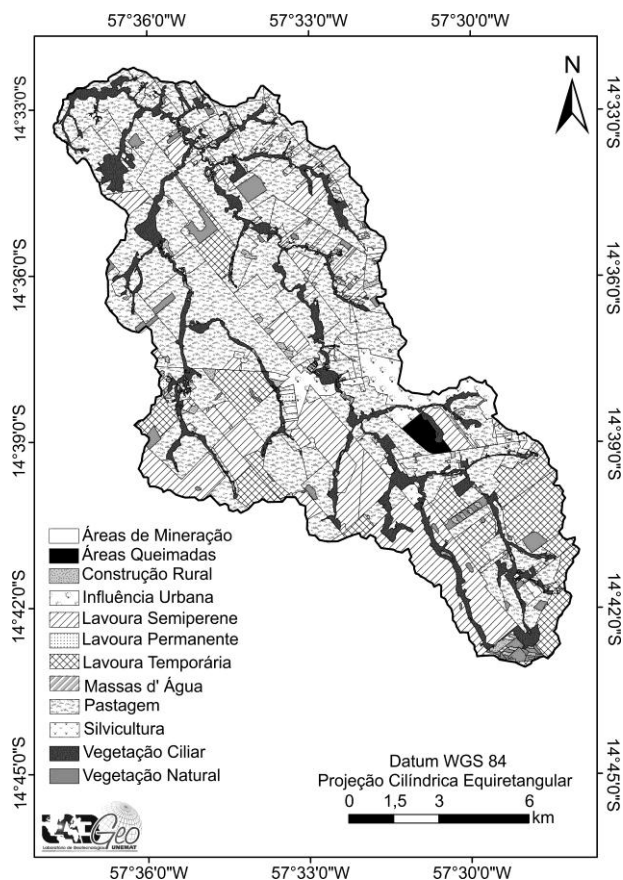 57°36'0"W 57°33'0"W 57°30'0"W
N
14°33'0"S 14°33'0"S
14°36'0"S 14°36'0"S
14°39'0"S 14°39'0"S
14°42'0"S 14°42'0"S
14°45'0"S 14°45'0"S
Áreas de Mineração
Áreas Queimadas
Construção Rural
Influência Urbana
Lavoura Semiperene
Lavoura Permanente
Lavoura Temporária
Massas d' Água
Pastagem
Silvicultura
Vegetação Ciliar
Vegetação Natural
Datum WGS 84
Projeção Cilíndrica Equiretangular
0 1,5 3 6
km
Geo
UNEMAT
57°36'0"W 57°33'0"W 57°30'0"W